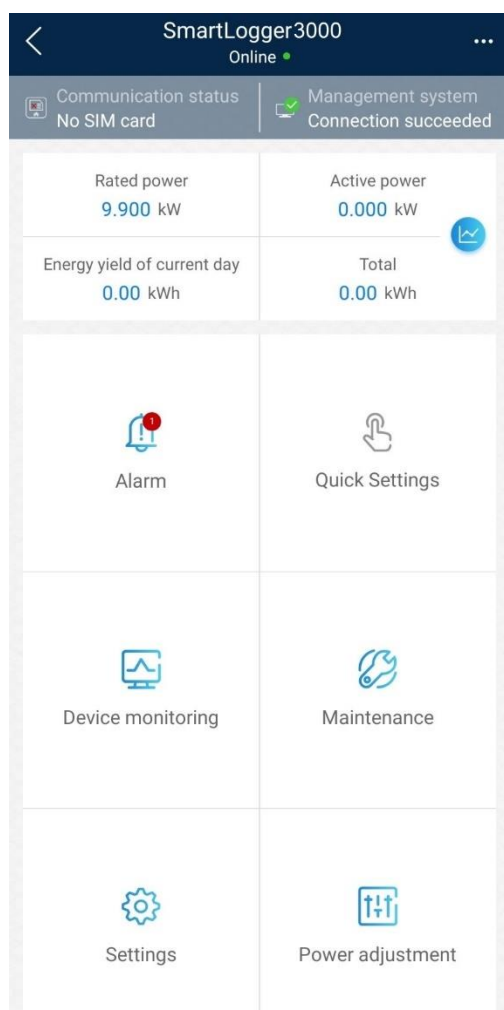 SmartLogger3000
Online
Communication status
No SIM card
Management system
Connection succeeded
Rated power
9.900 kW
Active power
0.000 kW
Energy yield of current day
0.00 kWh
Total
0.00 kWh
1
Alarm
Quick Settings
Device monitoring
Maintenance
Settings
Power adjustment